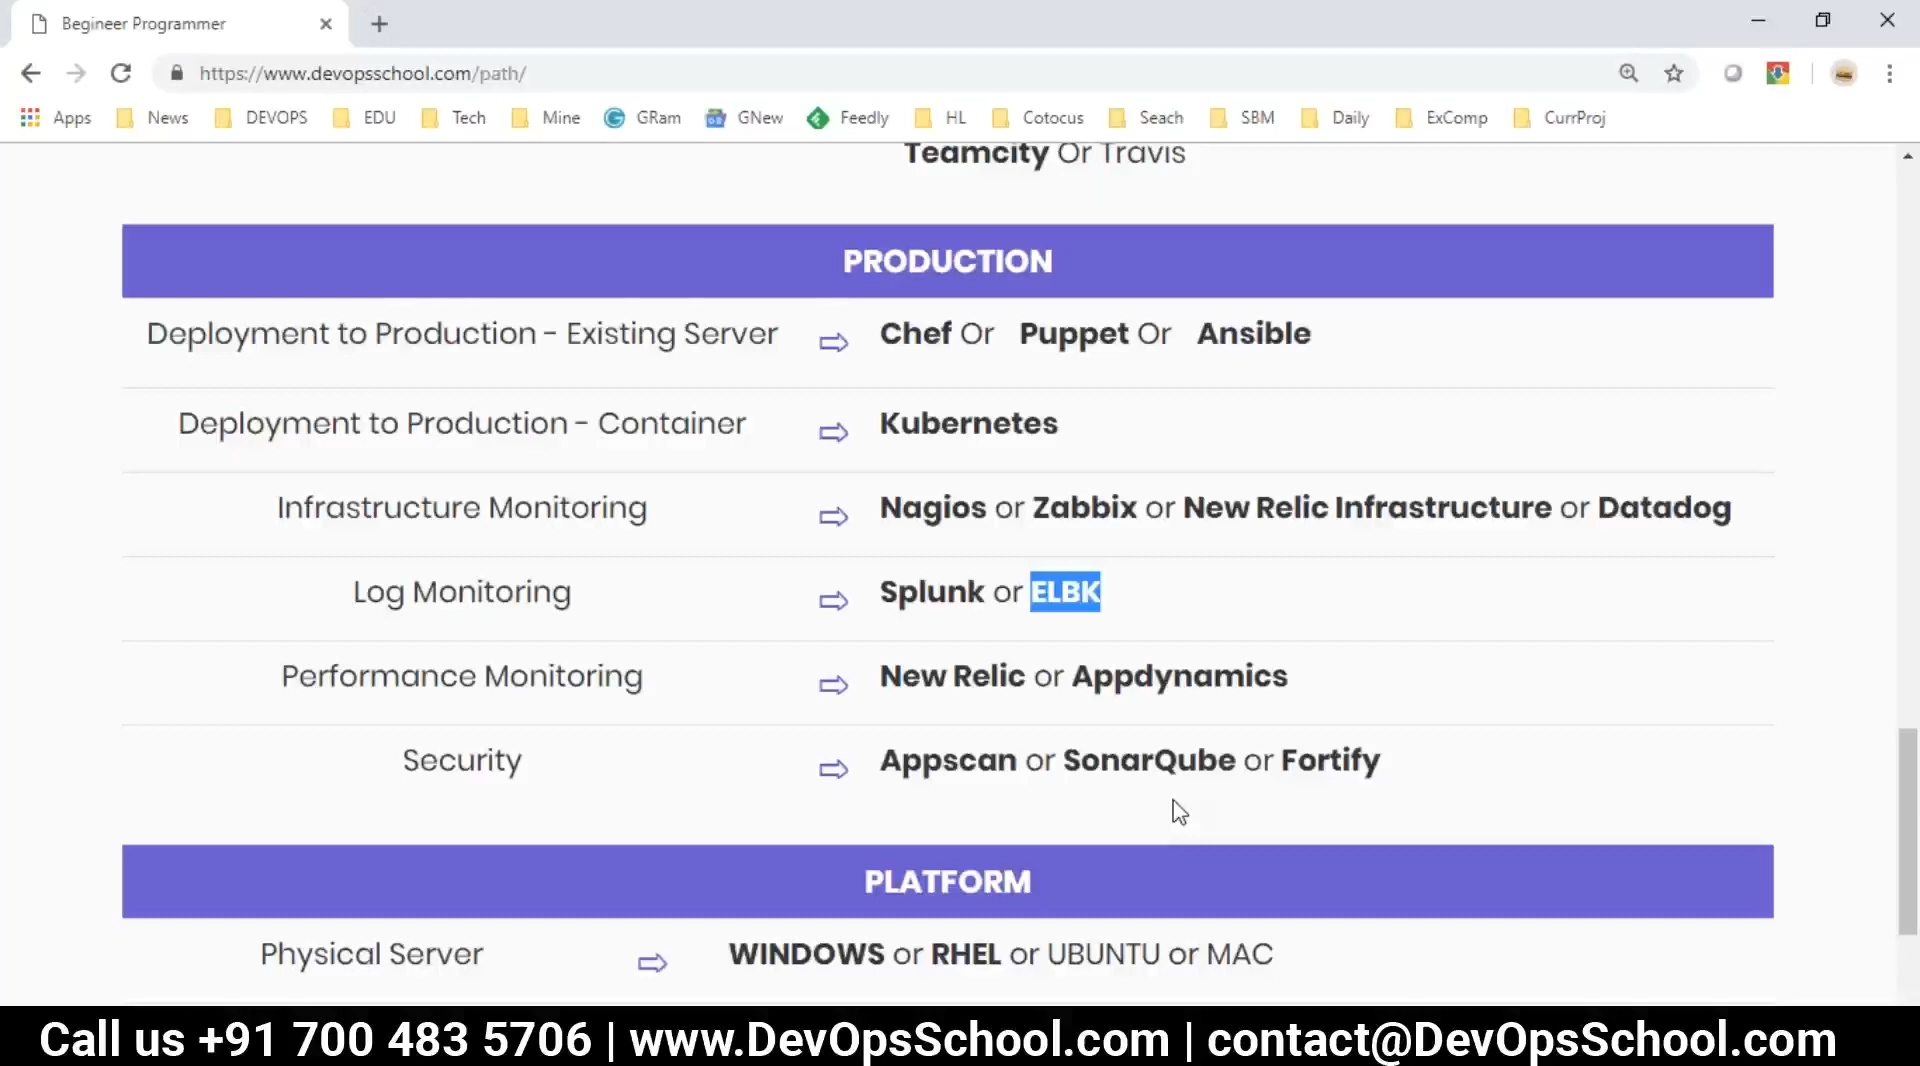 Begineer Programmer
https://www.devopsschool.com/path/
Apps News DEVOPS EDU Tech Mine GRam GNew Feedly HL Cotocus Seach SBM Daily ExComp CurrProj
Teamcity Or Travis
PRODUCTION
Deployment to Production - Existing Server ⇨ Chef Or Puppet Or Ansible
Deployment to Production - Container ⇨ Kubernetes
Infrastructure Monitoring ⇨ Nagios or Zabbix or New Relic Infrastructure or Datadog
Log Monitoring ⇨ Splunk or ELBK
Performance Monitoring ⇨ New Relic or Appdynamics
Security ⇨ Appscan or SonarQube or Fortify
PLATFORM
Physical Server ⇨ WINDOWS or RHEL or UBUNTU or MAC
Call us +91 700 483 5706 | www.DevOpsSchool.com | contact@DevOpsSchool.com